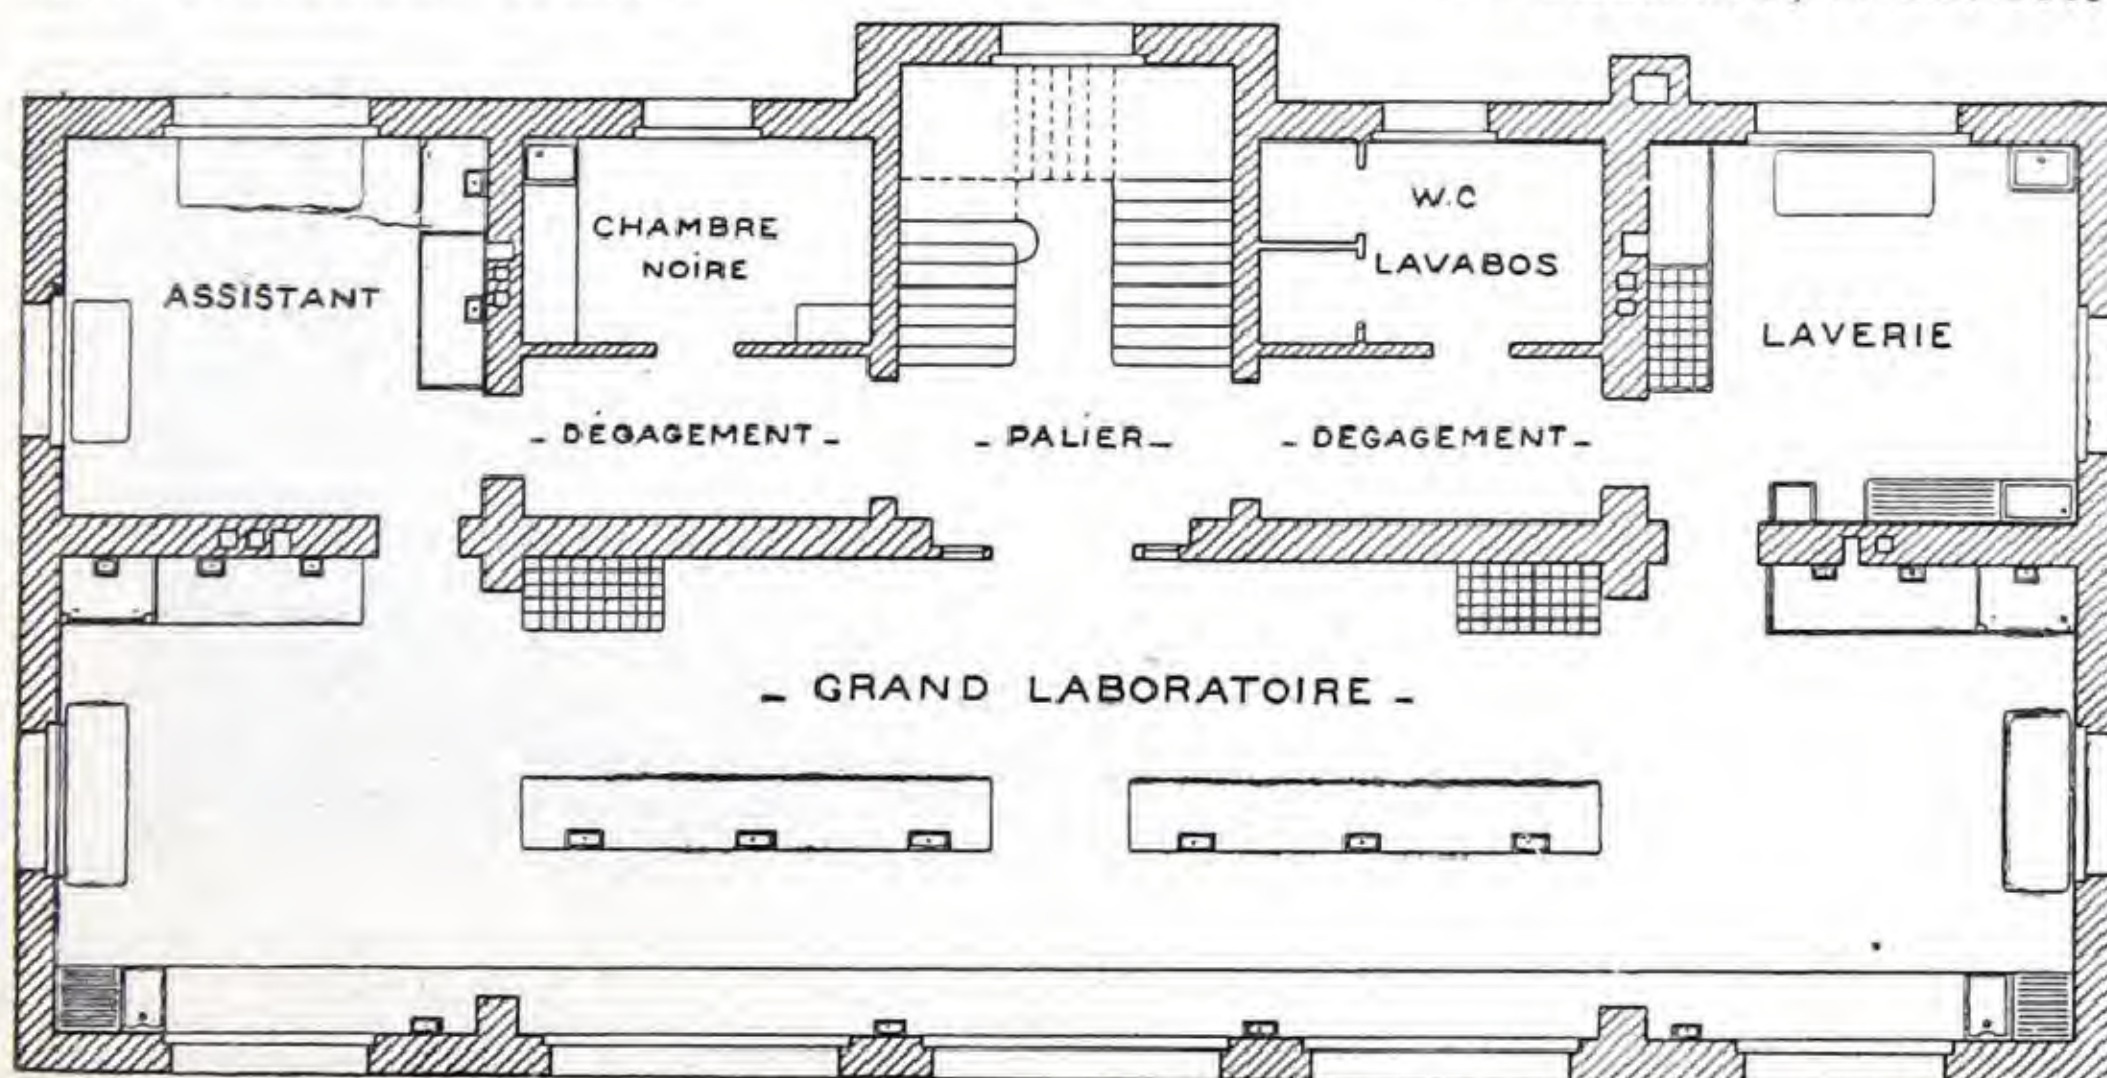 CHAMBRE
NOIRE
W.C
LAVABOS
ASSISTANT
LAVERIE
- DÉGAGEMENT -
- PALIER -
- DEGAGEMENT -
- GRAND LABORATOIRE -